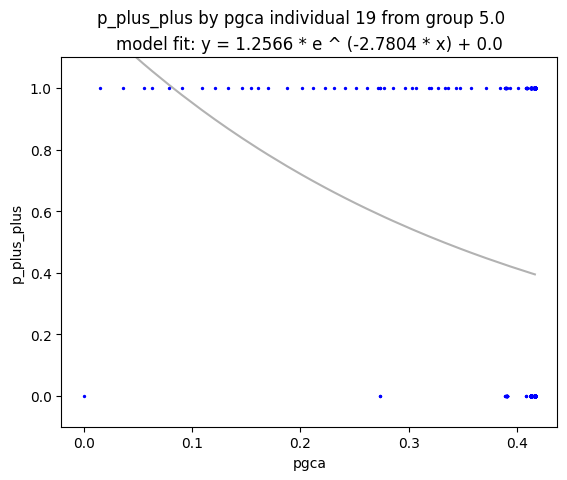 p_plus_plus by pgca individual 19 from group 5.0
model fit: y = 1.2566 * e ^ (-2.7804 * x) + 0.0
1.0
0.8
0.6
0.4
0.2
0.0
p_plus_plus
0.0 0.1 0.2 0.3 0.4
pgca